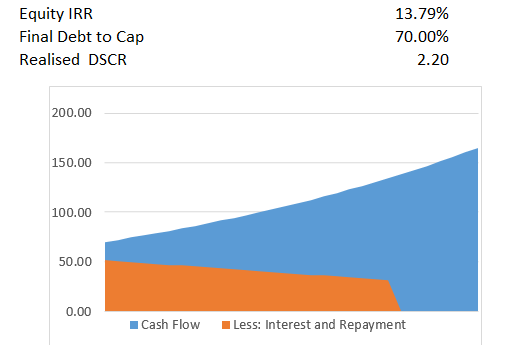 Equity IRR 13.79%
Final Debt to Cap 70.00%
Realised DSCR 2.20
200.00
150.00
100.00
50.00
0.00
Cash Flow Less: Interest and Repayment